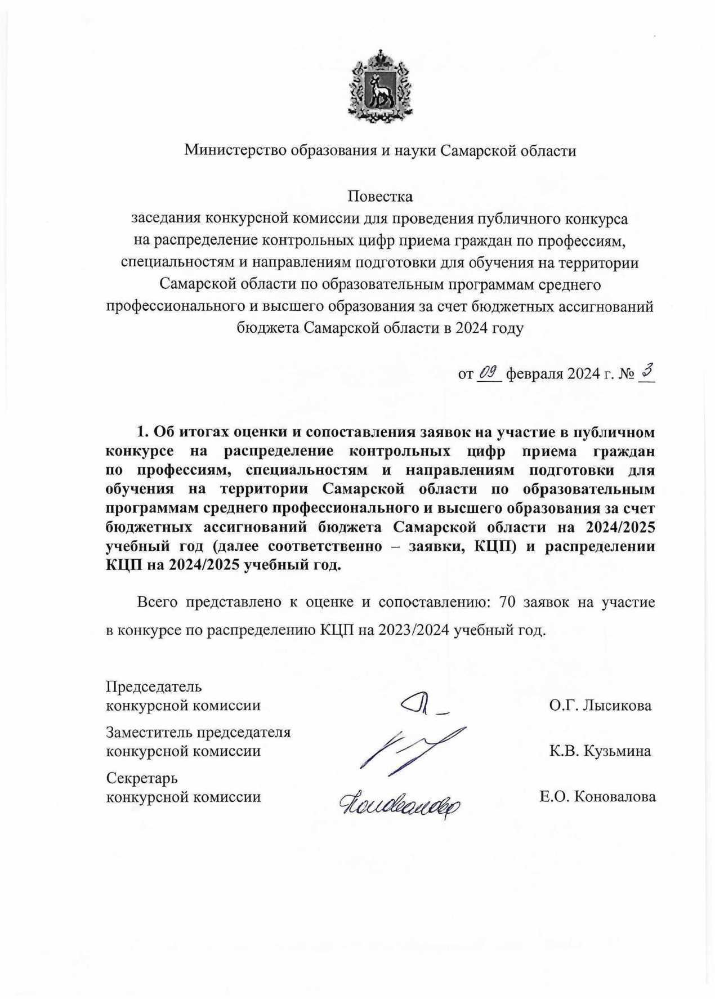 Министерство образования и науки Самарской области
Повестка
заседания конкурсной комиссии для проведения публичного конкурса
на распределение контрольных цифр приема граждан по профессиям,
специальностям и направлениям подготовки для обучения на территории
Самарской области по образовательным программам среднего
профессионального и высшего образования за счет бюджетных ассигнований
бюджета Самарской области в 2024 году
от 09 февраля 2024 г. № 3
1. Об итогах оценки и сопоставления заявок на участие в публичном
конкурсе на распределение контрольных цифр приема граждан
по профессиям, специальностям и направлениям подготовки для
обучения на территории Самарской области по образовательным
программам среднего профессионального и высшего образования за счет
бюджетных ассигнований бюджета Самарской области на 2024/2025
учебный год (далее соответственно – заявки, КЦП) и распределении
КЦП на 2024/2025 учебный год.
Всего представлено к оценке и сопоставлению: 70 заявок на участие
в конкурсе по распределению КЦП на 2023/2024 учебный год.
Председатель
конкурсной комиссии О.Г. Лысикова
Заместитель председателя
конкурсной комиссии К.В. Кузьмина
Секретарь
конкурсной комиссии Е.О. Коновалова